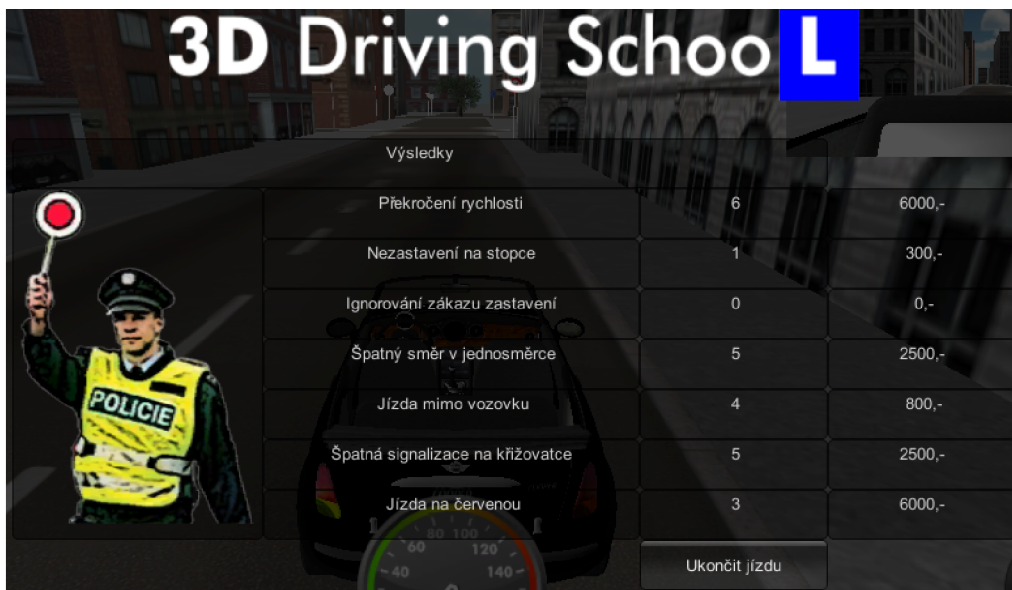 3D Driving School L
Výsledky
Překročení rychlosti 6 6000,-
Nezastavení na stopce 1 300,-
Ignorování zákazu zastavení 0 0,-
Špatný směr v jednosměrce 5 2500,-
Jízda mimo vozovku 4 800,-
POLICIE
Špatná signalizace na křižovatce 5 2500,-
Jízda na červenou 3 6000,-
80 100
60 120
40 140
Ukončit jízdu